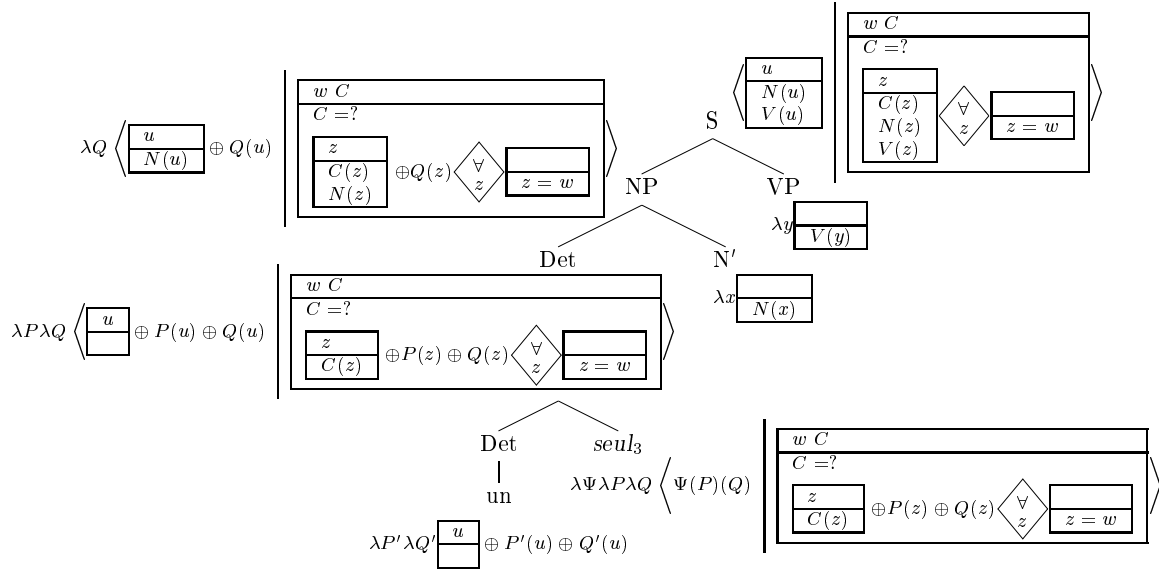 w C
C =?
z
C(z)
N(z)
V(z)
∀
z
z = w
u
N(u)
V(u)
S
w C
C =?
λQ
u
N(u)
⊕ Q(u)
z
C(z)
N(z)
⊕Q(z)
∀
z
z = w
NP
VP
λy
V(y)
Det
N′
λx
N(x)
w C
C =?
λPλQ
u
⊕ P(u) ⊕ Q(u)
z
C(z)
⊕P(z) ⊕ Q(z)
∀
z
z = w
Det
seul3
un
w C
C =?
λΨλPλQ
Ψ(P)(Q)
z
C(z)
⊕P(z) ⊕ Q(z)
∀
z
z = w
λP′λQ′
u
⊕ P′(u) ⊕ Q′(u)